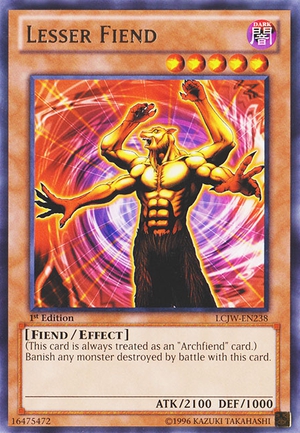 LESSER FIEND
DARK
闇
1st Edition
LCJW-EN238
[FIEND / EFFECT]
(This card is always treated as an "Archfiend" card.)
Banish any monster destroyed by battle with this card.
ATK/2100 DEF/1000
16475472
©1996 KAZUKI TAKAHASHI